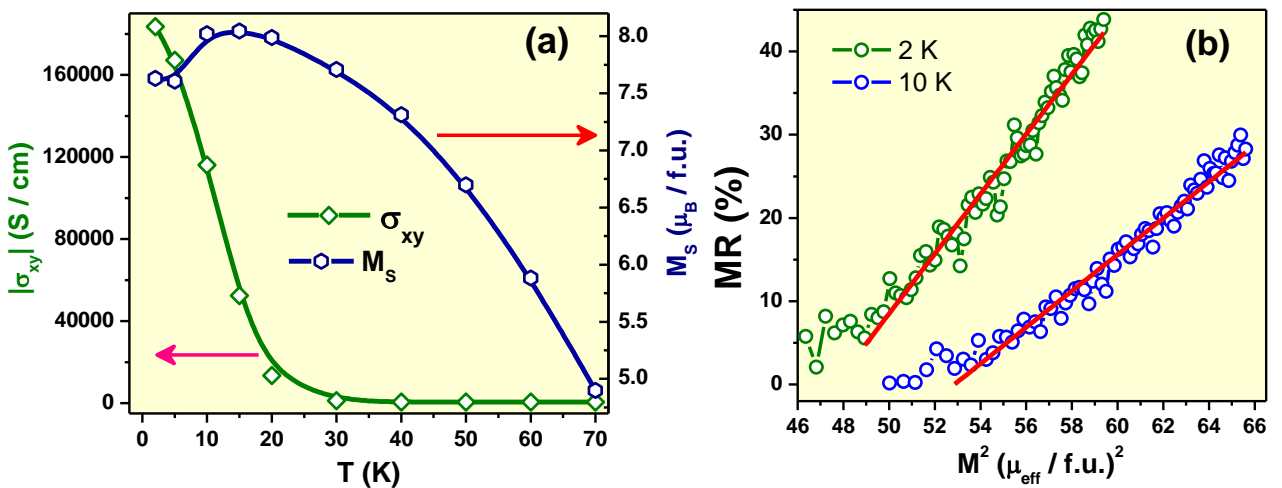 (a)
160000
120000
80000
40000
0
|σxy| (S / cm)
8.0
7.5
7.0
6.5
6.0
5.5
5.0
MS (μB / f.u.)
σxy
MS
0 10 20 30 40 50 60 70
T (K)
(b)
2 K
10 K
40
30
20
10
0
MR (%)
46 48 50 52 54 56 58 60 62 64 66
M² (μeff / f.u.)²